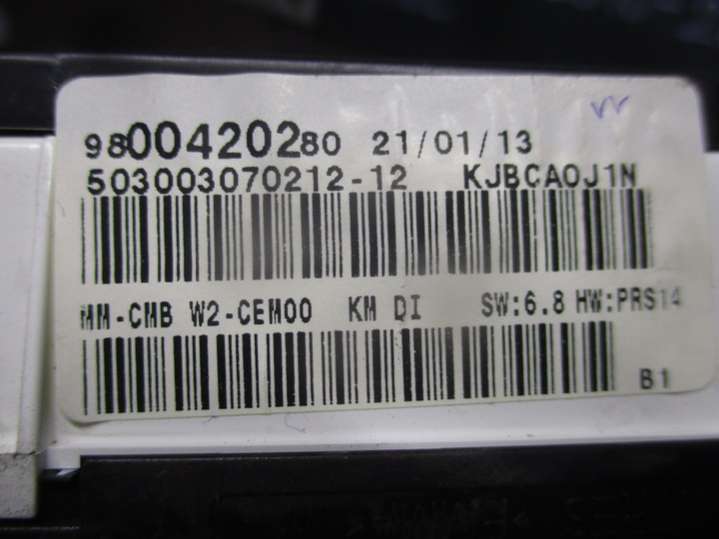 9800420280 21/01/13
503003070212-12 KJBCA0J1N
MM-CMB W2-CEM00 KM DI SW:6.8 HW:PRS14
B1